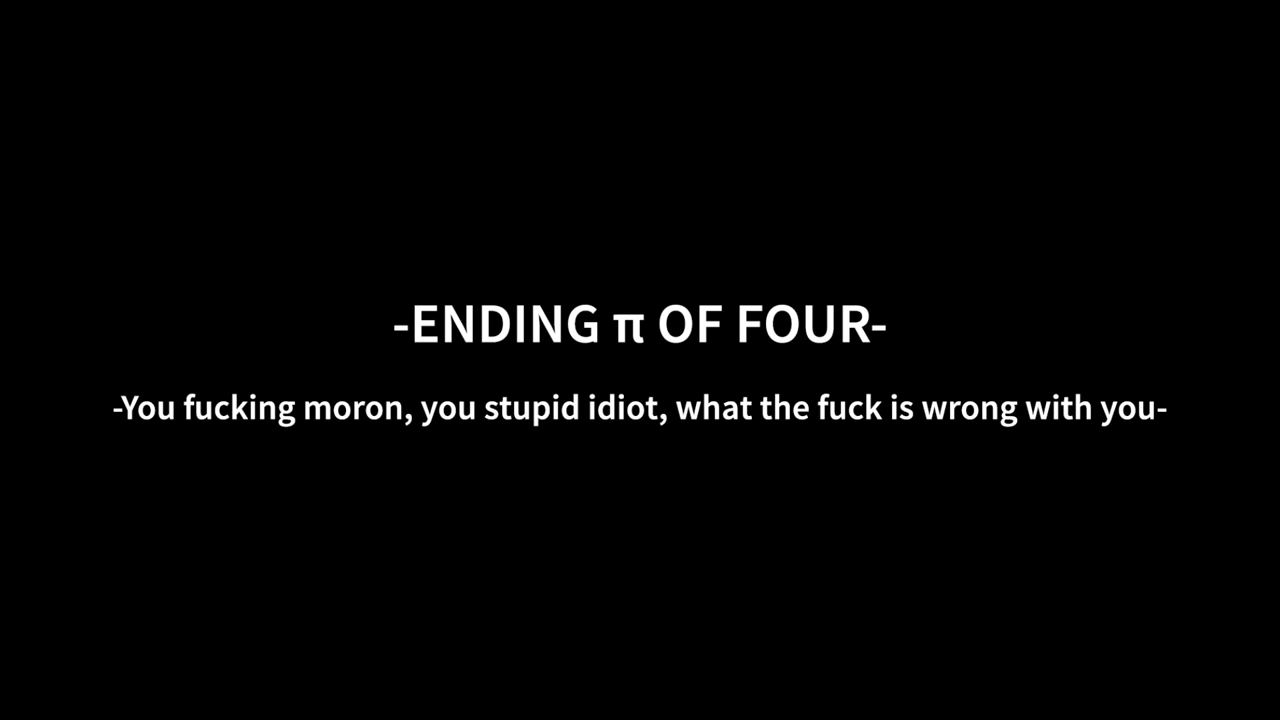 -ENDING π OF FOUR-
-You fucking moron, you stupid idiot, what the fuck is wrong with you-